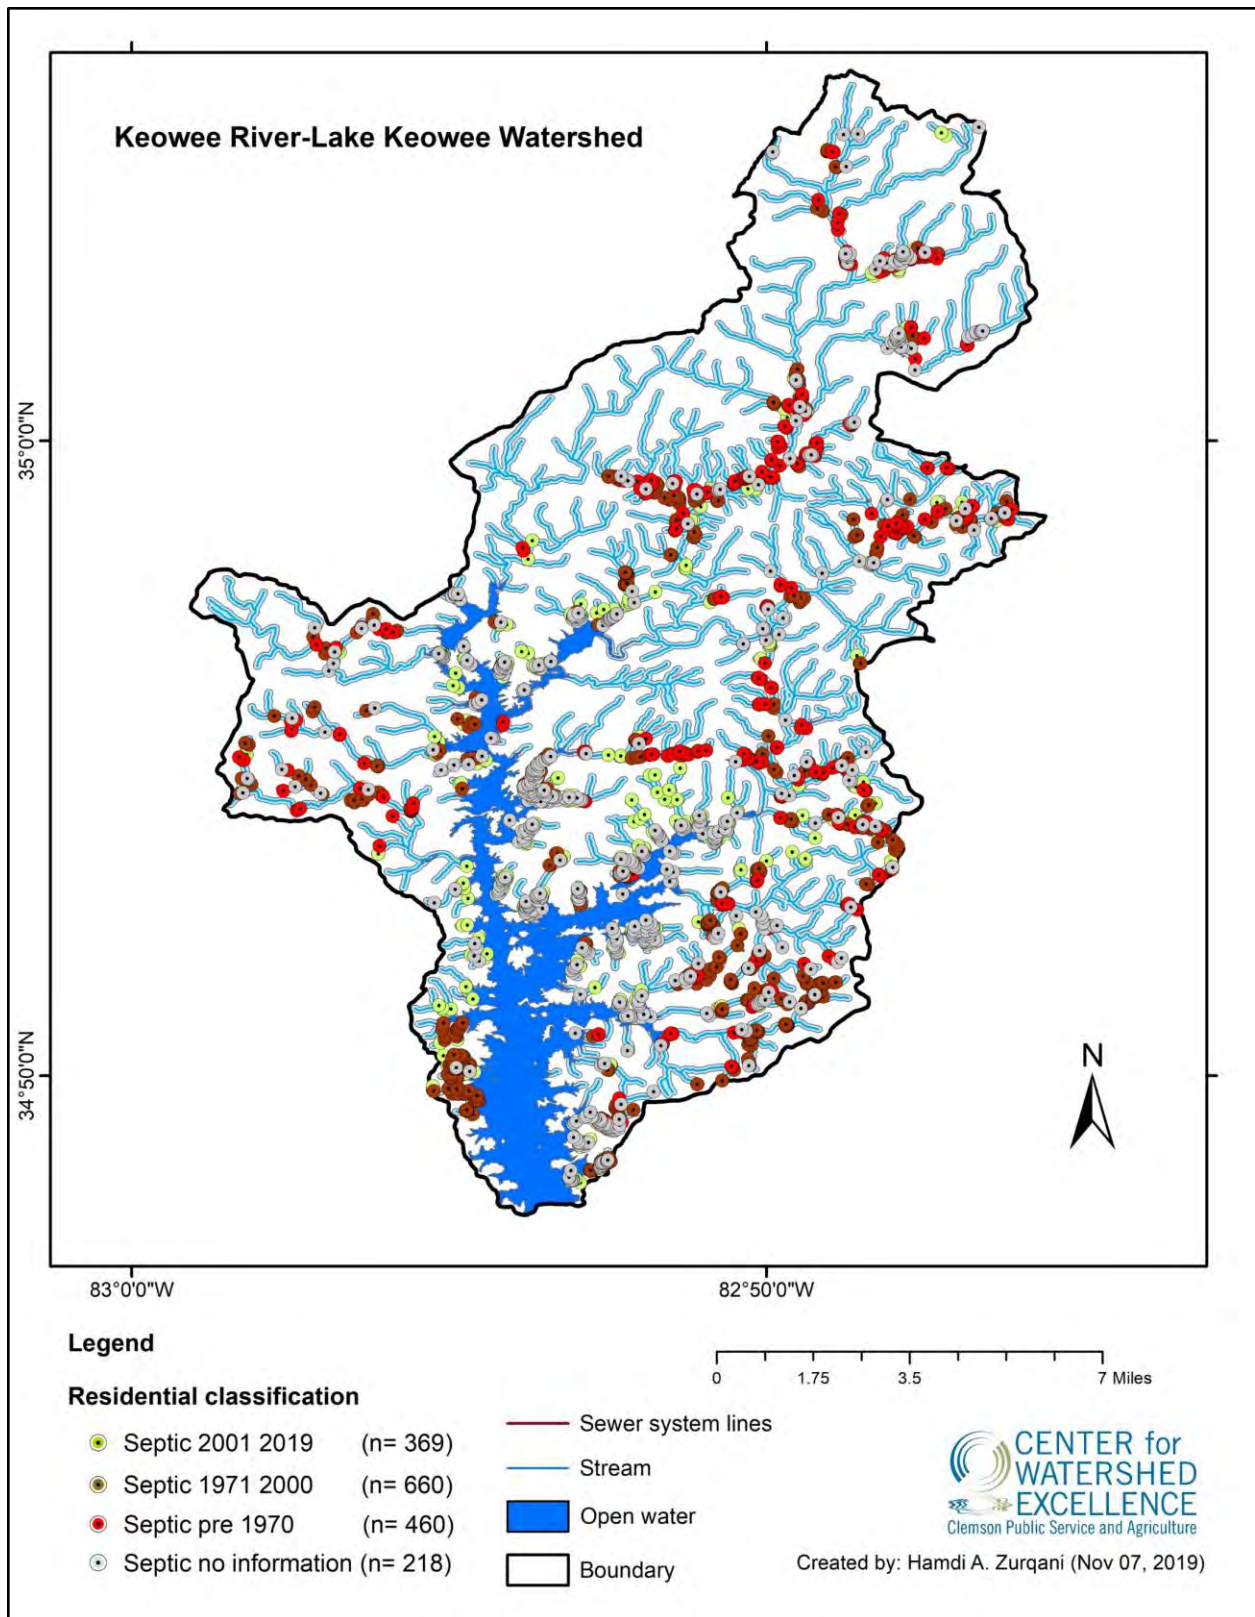 Keowee River-Lake Keowee Watershed
35°0'0"N
34°50'0"N
83°0'0"W
82°50'0"W
N
Legend
Residential classification
Septic 2001 2019 (n= 369)
Septic 1971 2000 (n= 660)
Septic pre 1970 (n= 460)
Septic no information (n= 218)
Sewer system lines
Stream
Open water
Boundary
0 1.75 3.5 7 Miles
CENTER for
WATERSHED
EXCELLENCE
Clemson Public Service and Agriculture
Created by: Hamdi A. Zurqani (Nov 07, 2019)